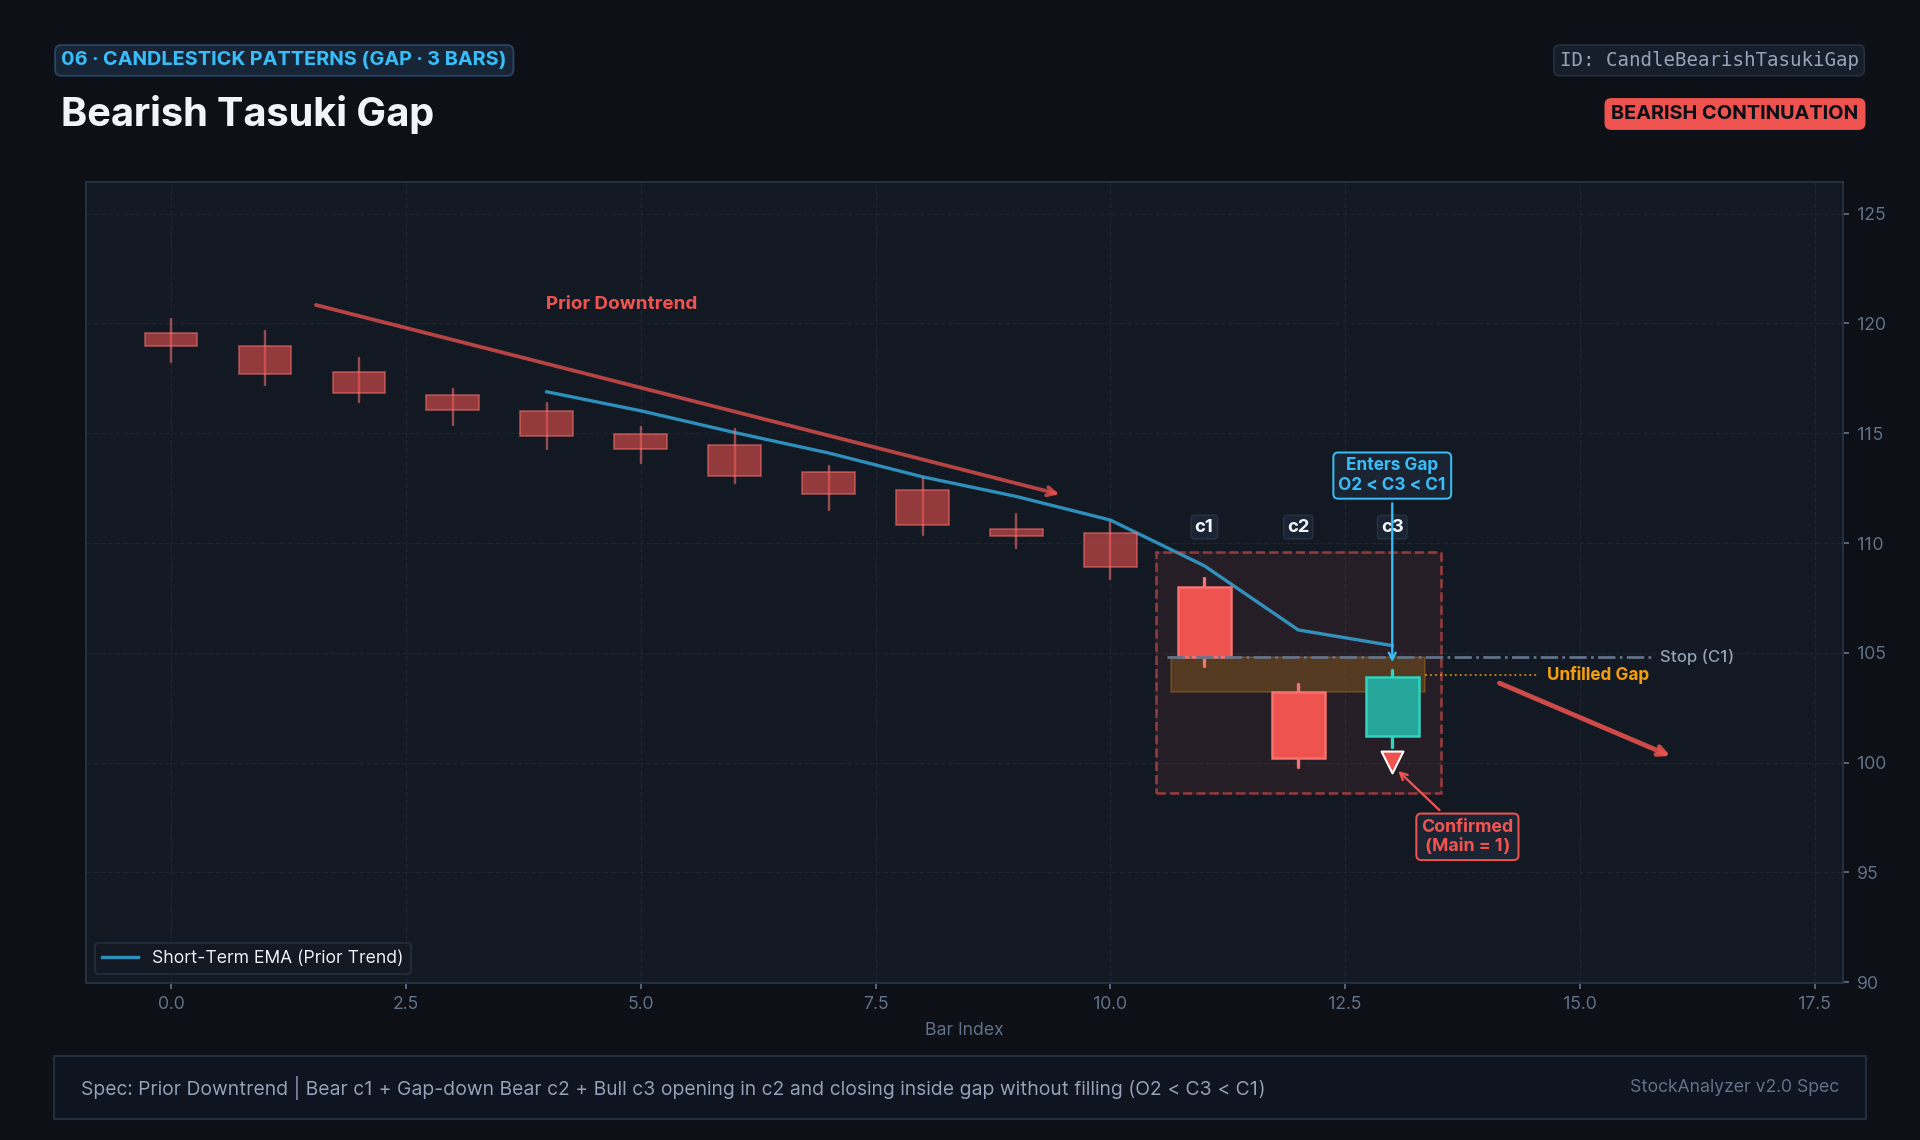 06 · CANDLESTICK PATTERNS (GAP · 3 BARS)
ID: CandleBearishTasukiGap
Bearish Tasuki Gap
BEARISH CONTINUATION
125
120
115
110
105
100
95
90
Prior Downtrend
Enters Gap
O2 < C3 < C1
c1
c2
c3
Stop (C1)
Unfilled Gap
Confirmed
(Main = 1)
Short-Term EMA (Prior Trend)
0.0
2.5
5.0
7.5
10.0
12.5
15.0
17.5
Bar Index
Spec: Prior Downtrend | Bear c1 + Gap-down Bear c2 + Bull c3 opening in c2 and closing inside gap without filling (O2 < C3 < C1)
StockAnalyzer v2.0 Spec